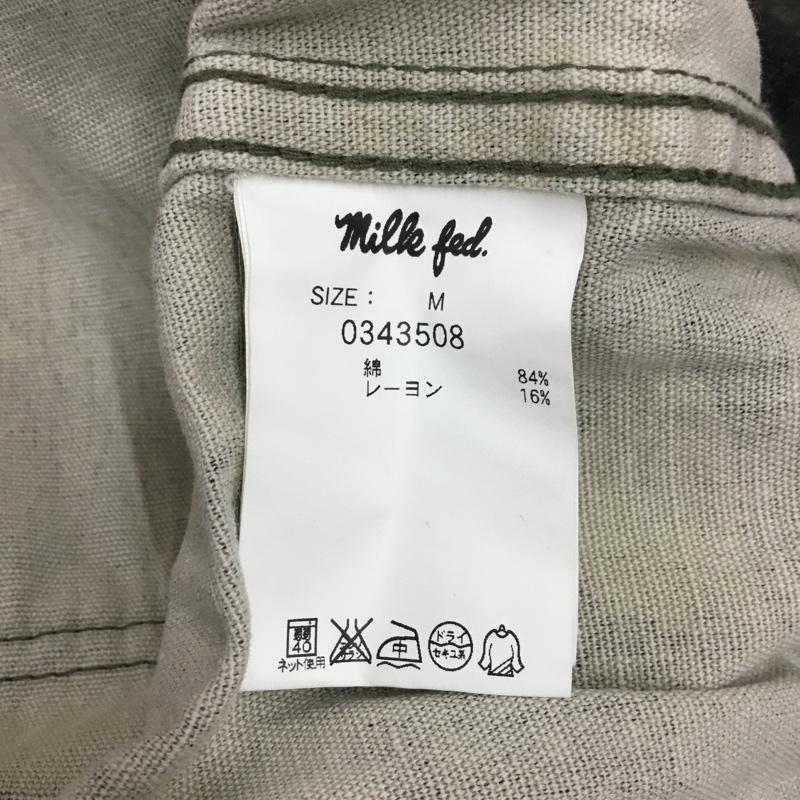 Milk fed.
SIZE : M
0343508
綿 84%
レーヨン 16%
弱 40 中 ドライ セキユ系
ネット使用